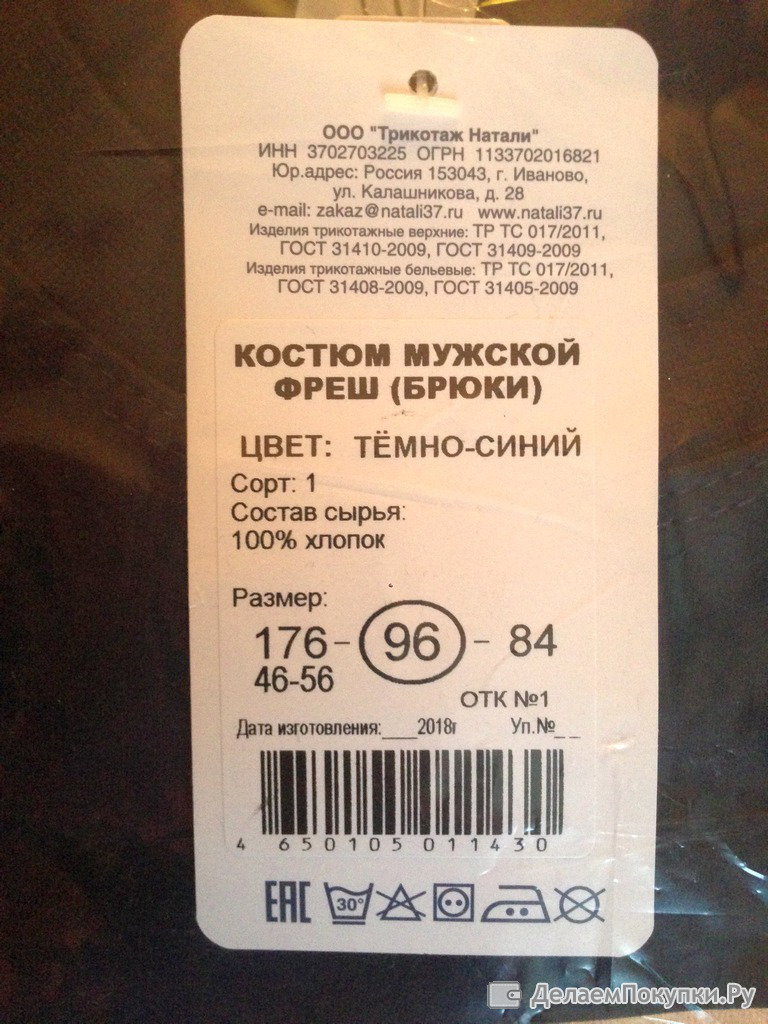 ООО "Трикотаж Натали"
ИНН 3702703225 ОГРН 1133702016821
Юр.адрес: Россия 153043, г. Иваново,
ул. Калашникова, д. 28
e-mail: zakaz@natali37.ru www.natali37.ru
Изделия трикотажные верхние: ТР ТС 017/2011,
ГОСТ 31410-2009, ГОСТ 31409-2009
Изделия трикотажные бельевые: ТР ТС 017/2011,
ГОСТ 31408-2009, ГОСТ 31405-2009
КОСТЮМ МУЖСКОЙ
ФРЕШ (БРЮКИ)
ЦВЕТ: ТЁМНО-СИНИЙ
Сорт: 1
Состав сырья:
100% хлопок
Размер:
176- 96 - 84
46-56
ОТК №1
Дата изготовления:____2018г Уп.№_ _
4 650105 011430
EAC 30°
ДелаемПокупки.Ру